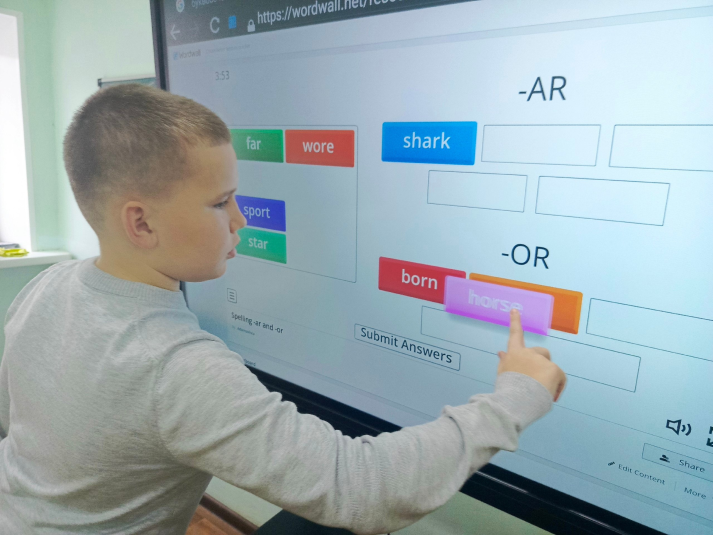 https://wordwall.net/reso
3:53
-AR
far
wore
shark
sport
star
-OR
born
horse
Spelling -ar and -or
Submit Answers
Share
Edit Content
More